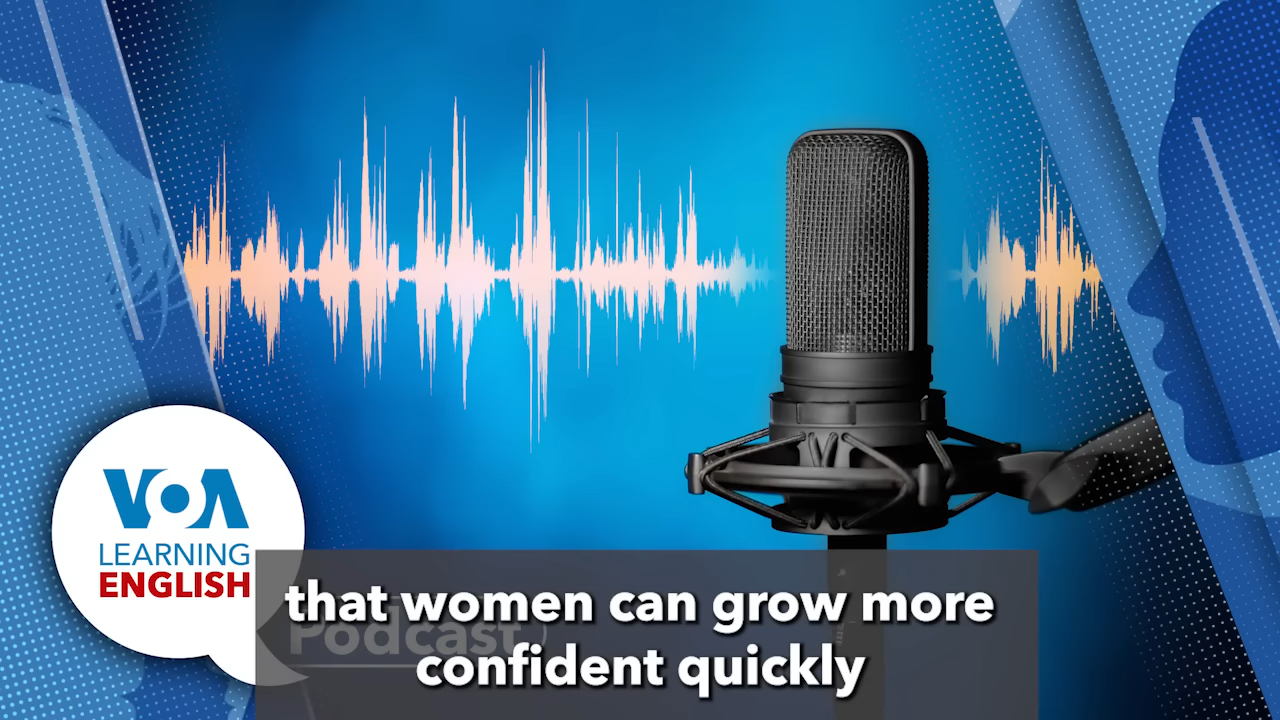 VOA
LEARNING
ENGLISH
Podcast
that women can grow more
confident quickly